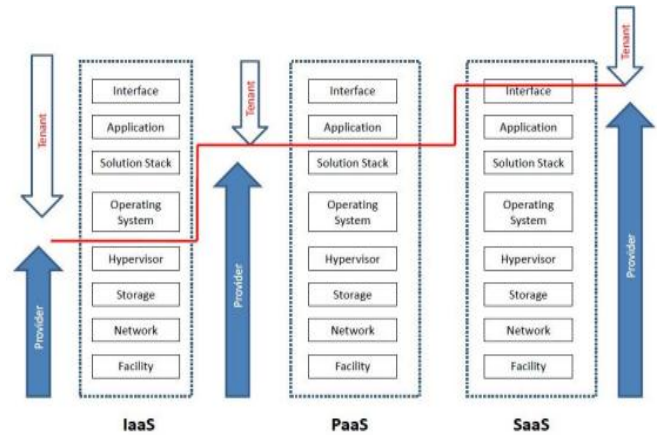 Tenant
Provider
Interface
Application
Solution Stack
Operating
System
Hypervisor
Storage
Network
Facility
IaaS
Tenant
Provider
Interface
Application
Solution Stack
Operating
System
Hypervisor
Storage
Network
Facility
PaaS
Interface
Application
Solution Stack
Operating
System
Hypervisor
Storage
Network
Facility
SaaS
Tenant
Provider